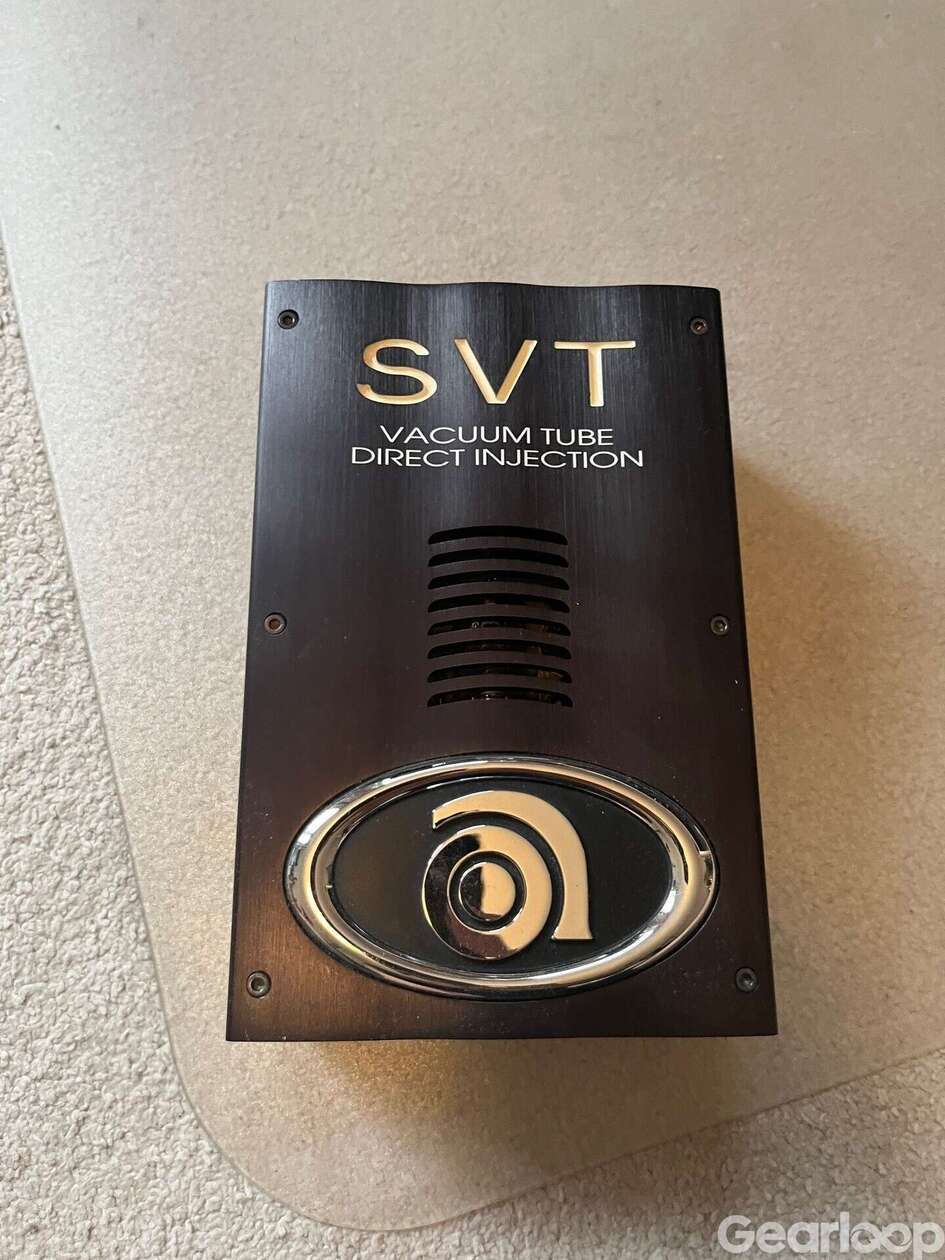 SVT
VACUUM TUBE
DIRECT INJECTION
Gearloop